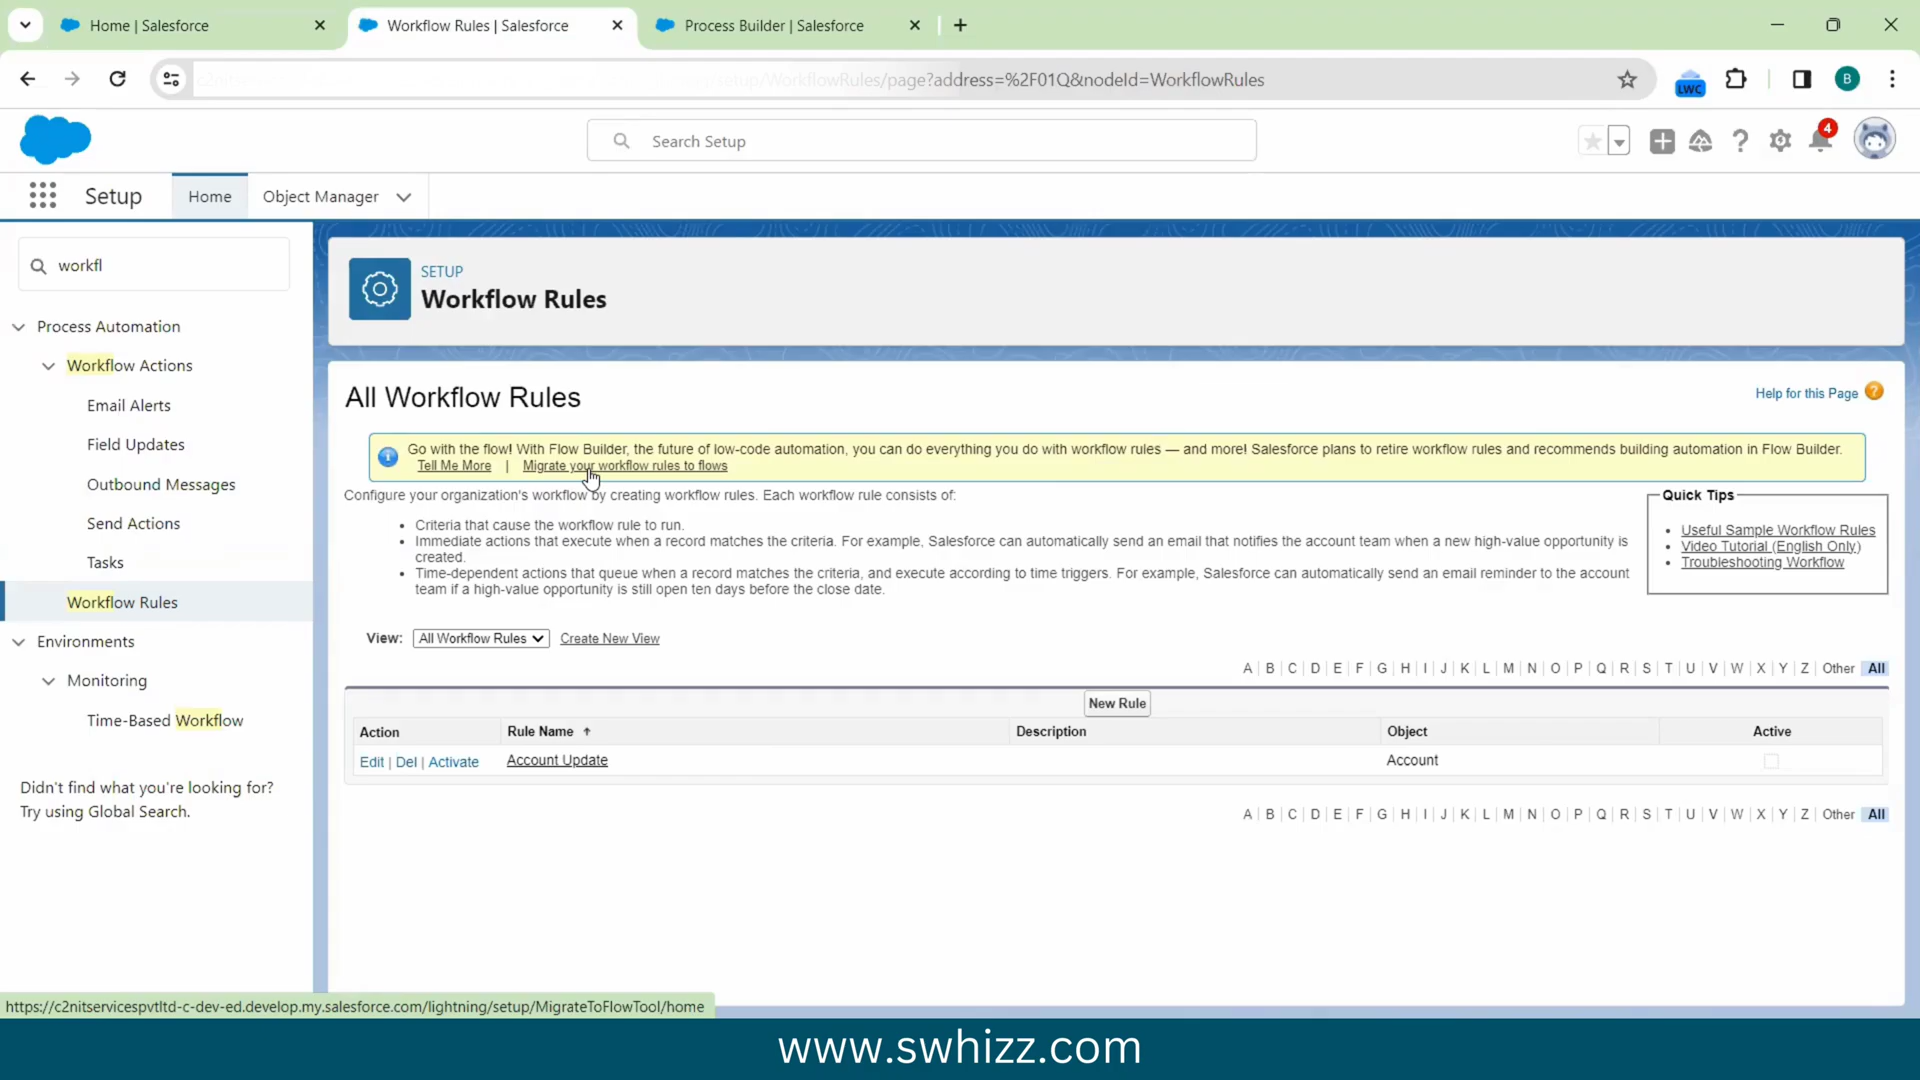 Home | Salesforce
Workflow Rules | Salesforce
Process Builder | Salesforce
setup/WorkflowRules/page?address=%2F01Q&nodeId=WorkflowRules
LWC
B
Search Setup
4
Setup
Home
Object Manager
workfl
SETUP
Workflow Rules
Process Automation
Workflow Actions
Email Alerts
Field Updates
Outbound Messages
Send Actions
Tasks
Workflow Rules
Environments
Monitoring
Time-Based Workflow
Didn't find what you're looking for?
Try using Global Search.
All Workflow Rules
Help for this Page
Go with the flow! With Flow Builder, the future of low-code automation, you can do everything you do with workflow rules — and more! Salesforce plans to retire workflow rules and recommends building automation in Flow Builder.
Tell Me More | Migrate your workflow rules to flows
Configure your organization's workflow by creating workflow rules. Each workflow rule consists of:
• Criteria that cause the workflow rule to run.
• Immediate actions that execute when a record matches the criteria. For example, Salesforce can automatically send an email that notifies the account team when a new high-value opportunity is
created.
• Time-dependent actions that queue when a record matches the criteria, and execute according to time triggers. For example, Salesforce can automatically send an email reminder to the account
team if a high-value opportunity is still open ten days before the close date.
Quick Tips
• Useful Sample Workflow Rules
• Video Tutorial (English Only)
• Troubleshooting Workflow
View: All Workflow Rules Create New View
A | B | C | D | E | F | G | H | I | J | K | L | M | N | O | P | Q | R | S | T | U | V | W | X | Y | Z | Other All
New Rule
Action Rule Name ↑ Description Object Active
Edit | Del | Activate Account Update Account
A | B | C | D | E | F | G | H | I | J | K | L | M | N | O | P | Q | R | S | T | U | V | W | X | Y | Z | Other All
https://c2nitservicespvtltd-c-dev-ed.develop.my.salesforce.com/lightning/setup/MigrateToFlowTool/home
www.swhizz.com